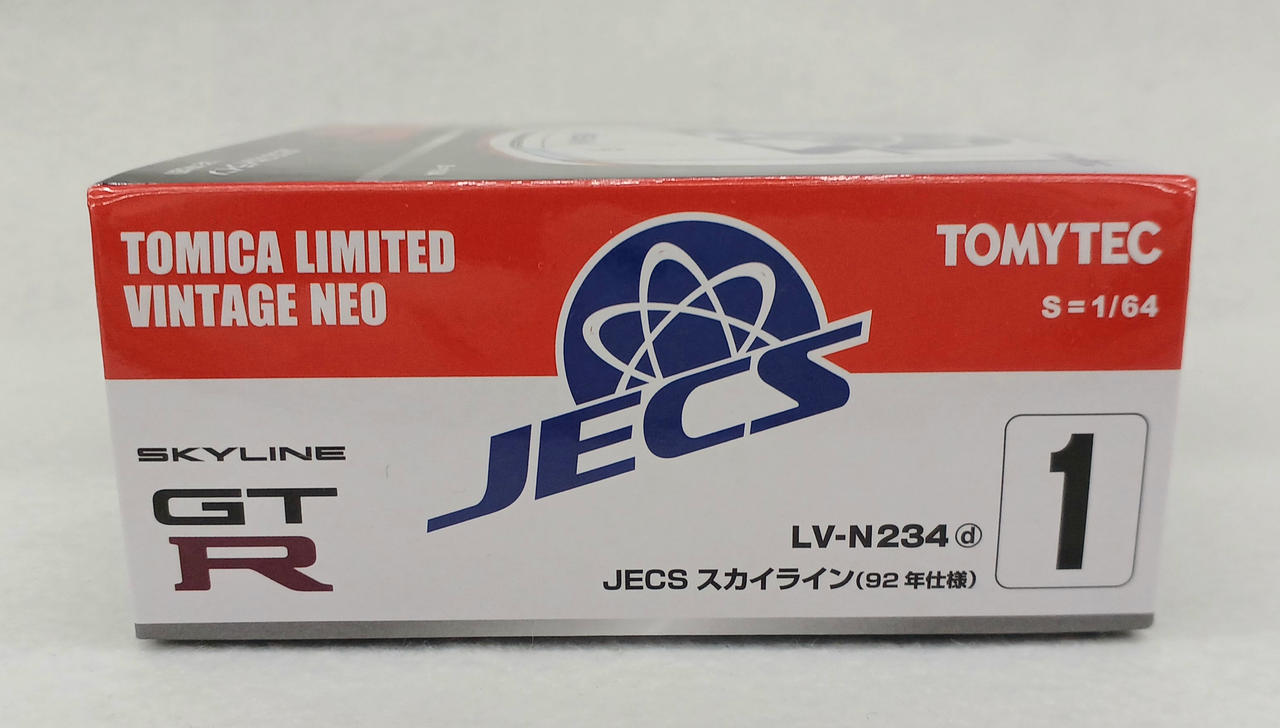 TOMICA LIMITED
VINTAGE NEO
TOMYTEC
S=1/64
JECS
SKYLINE
GT
R
1
LV-N234ⓓ
JECS スカイライン(92 年仕様)